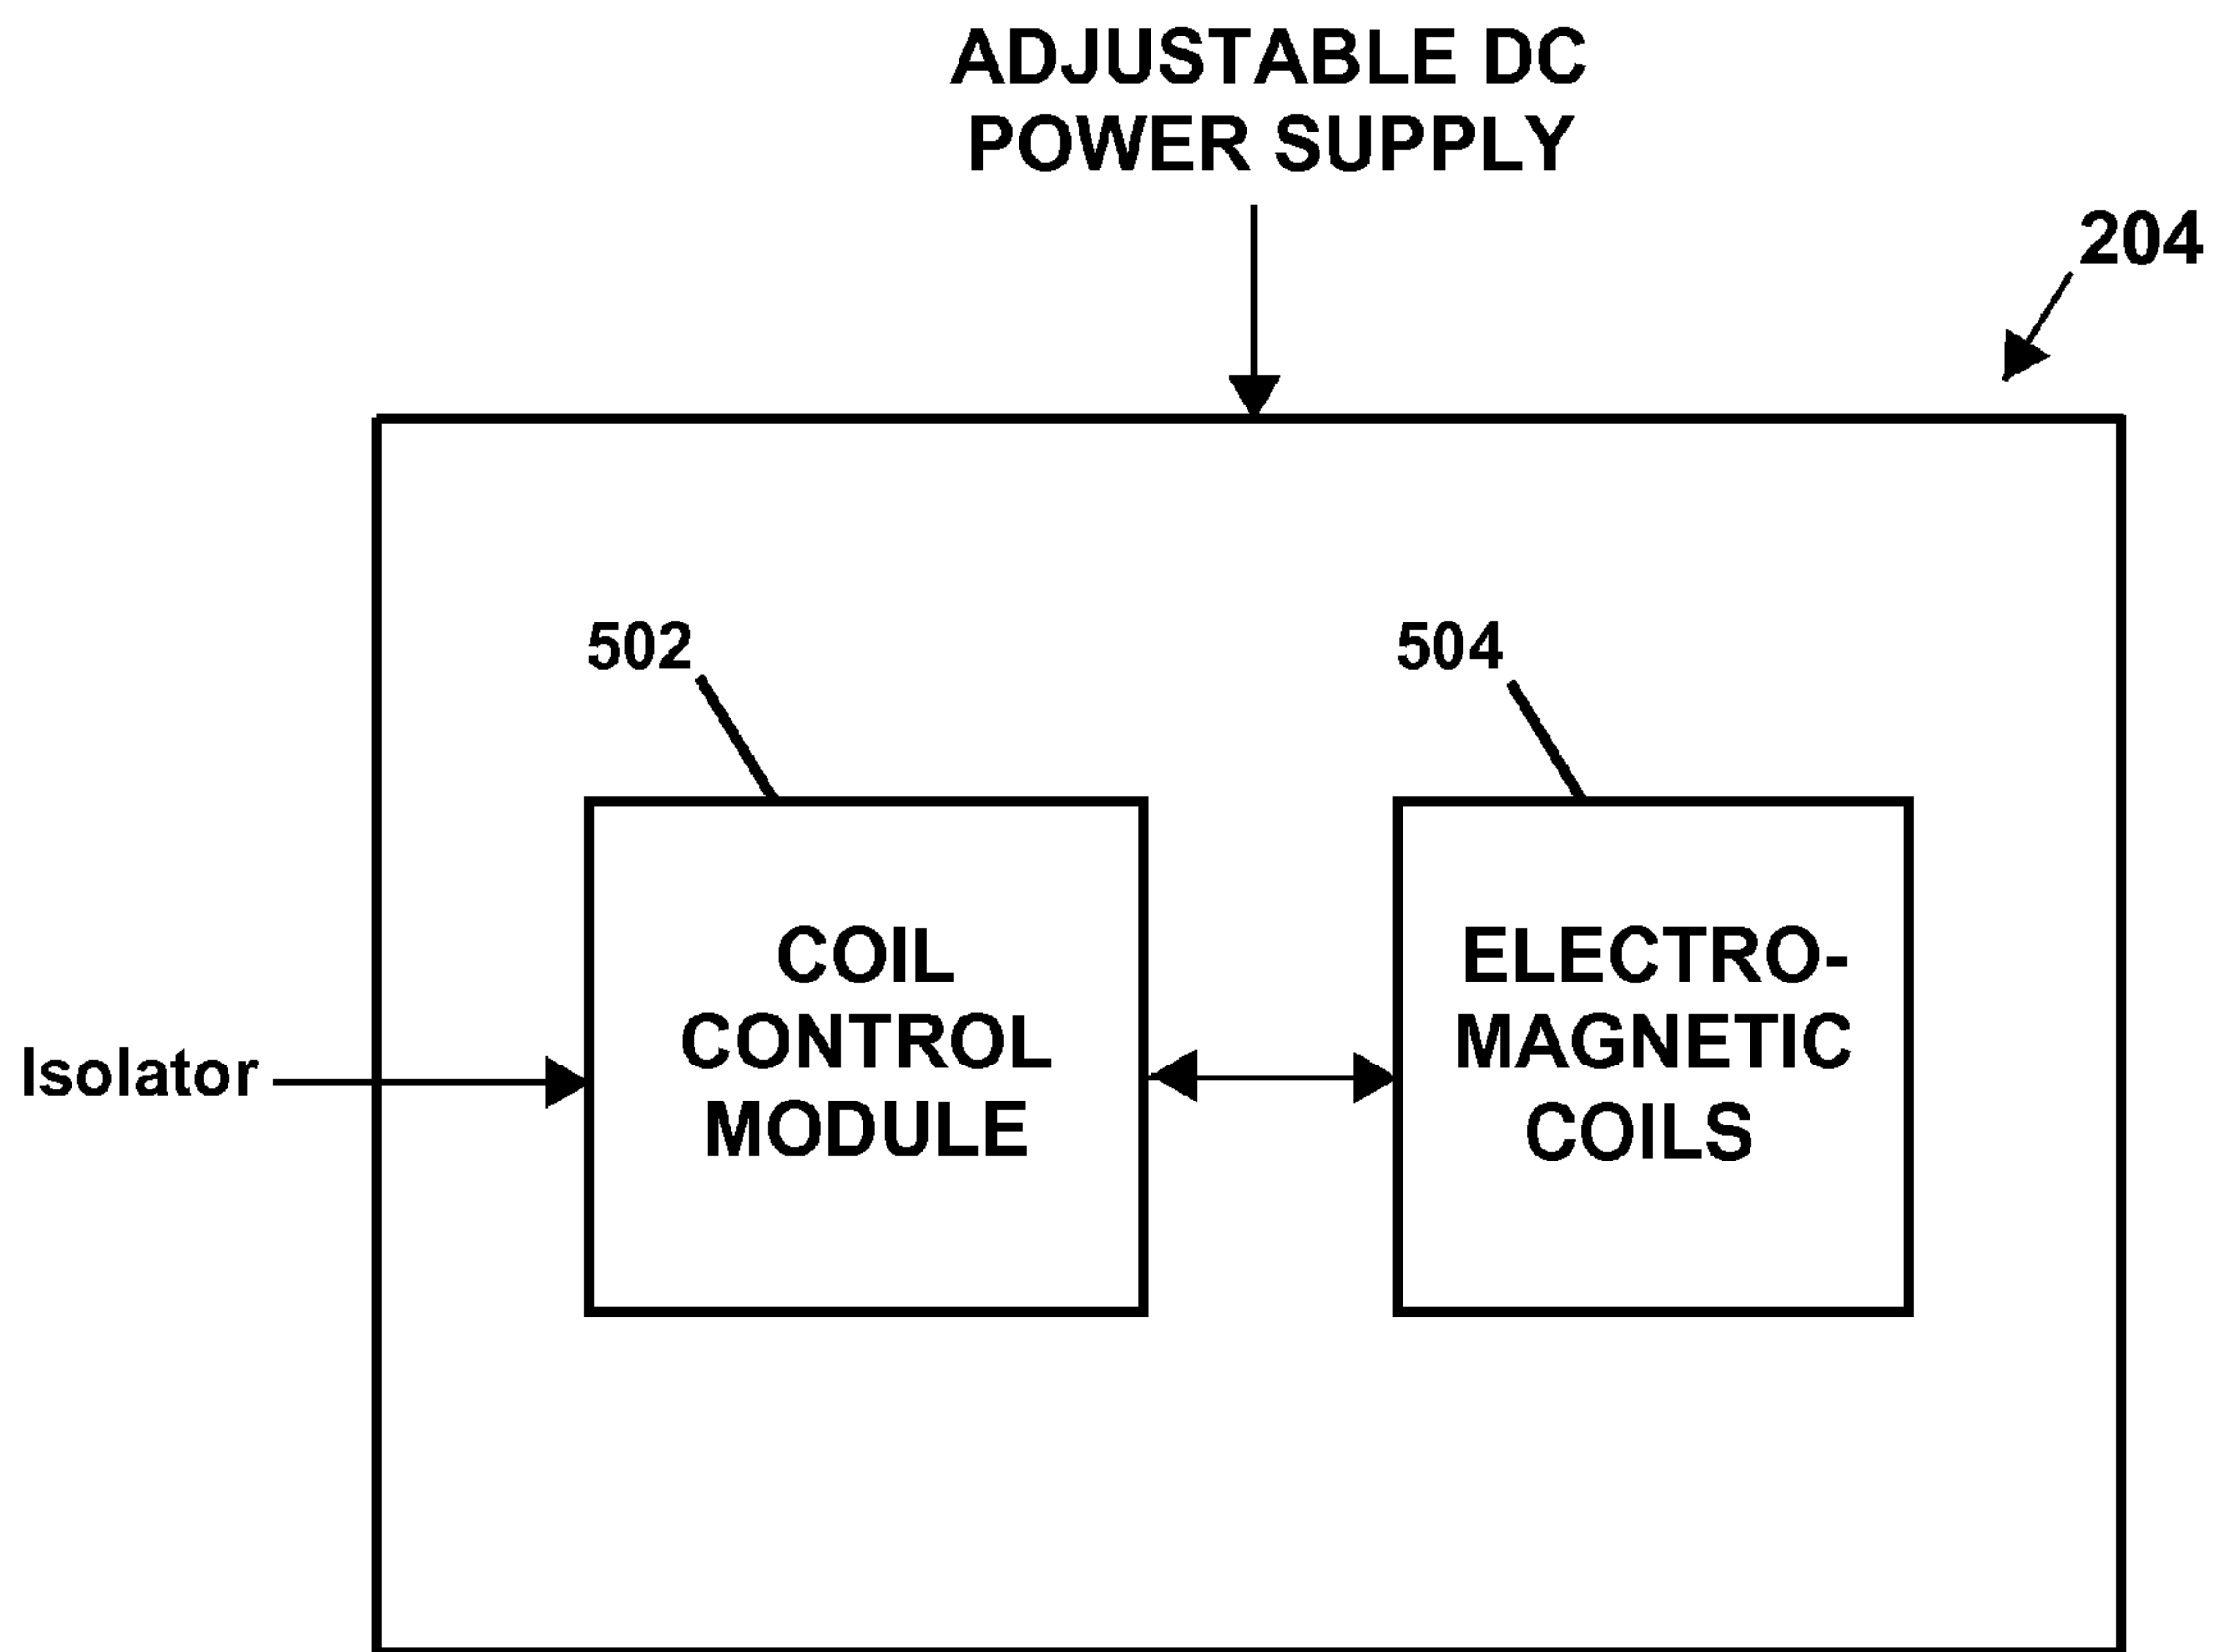 ADJUSTABLE DC
POWER SUPPLY
204
502
504
COIL
CONTROL
MODULE
ELECTRO-
MAGNETIC
COILS
Isolator